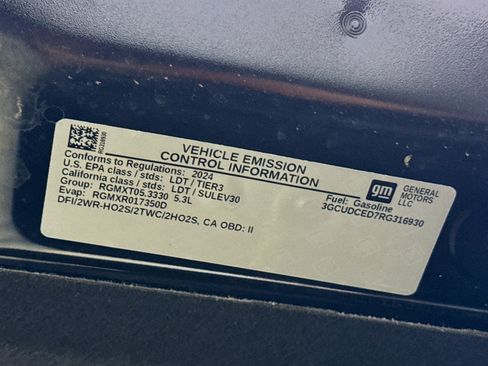 RG316930
VEHICLE EMISSION
CONTROL INFORMATION
Conforms to Regulations: 2024
U.S. EPA class / stds: LDT / TIER3
California class / stds: LDT / SULEV30
Group: RGMXT05.3330 5.3L
Evap: RGMXR017350D
DFI/2WR-HO2S/2TWC/2HO2S, CA OBD: II
gm
GENERAL
MOTORS
LLC
Fuel: Gasoline
3GCUDCED7RG316930